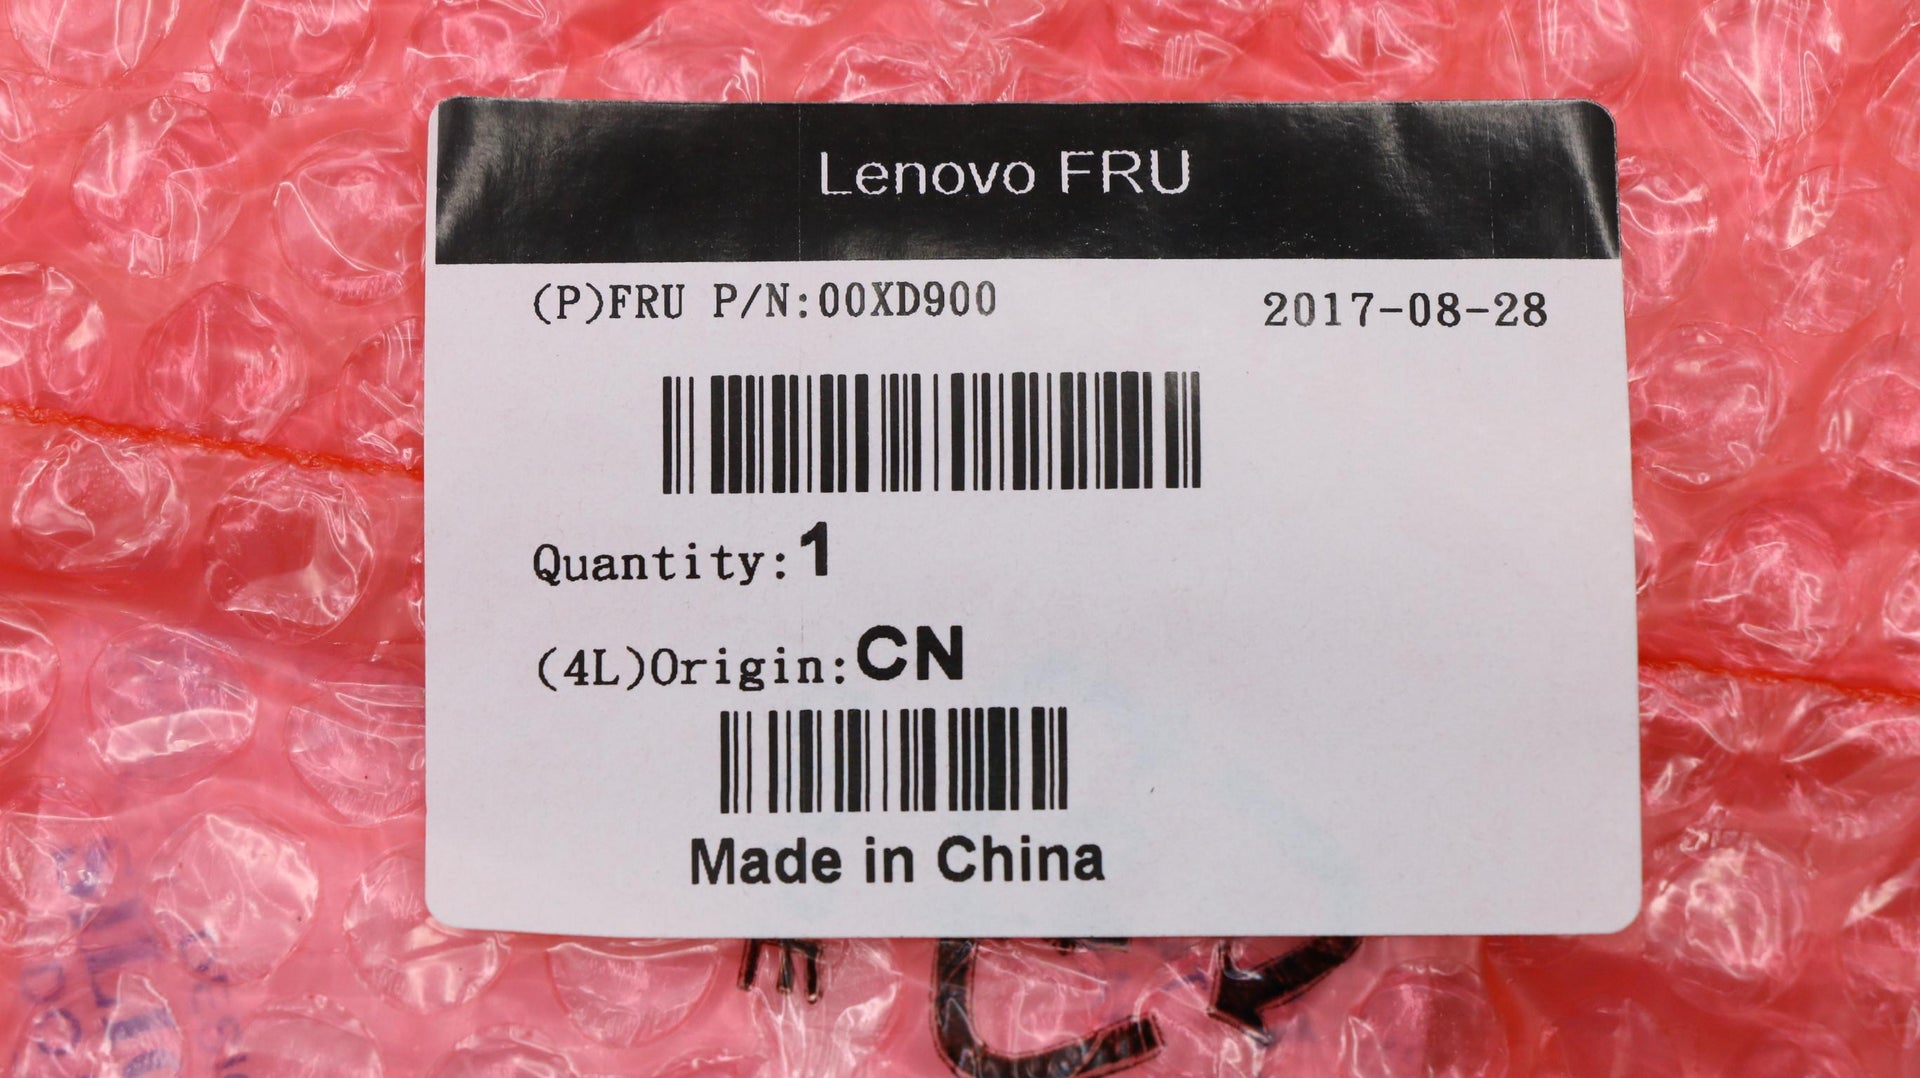 Lenovo FRU
(P)FRU P/N:00XD900 2017-08-28
Quantity:1
(4L)Origin:CN
Made in China